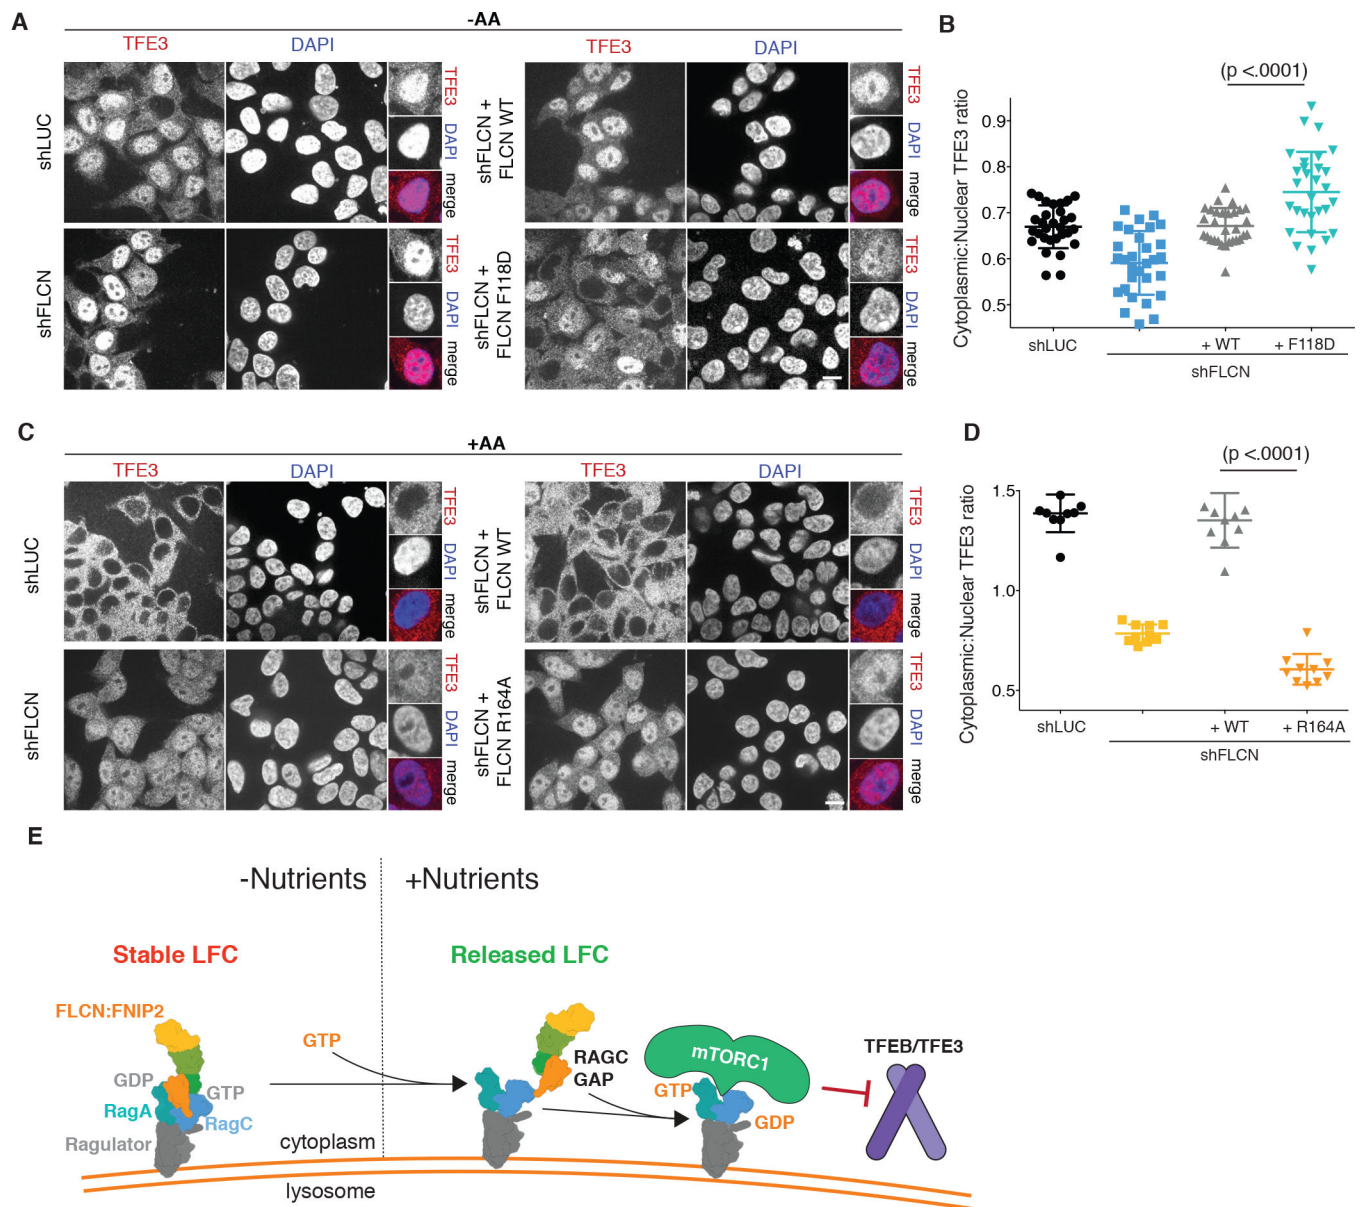 A
-AA
TFE3
DAPI
TFE3
DAPI
shLUC
TFE3
DAPI
merge
shFLCN +
FLCN WT
TFE3
DAPI
merge
shFLCN
TFE3
DAPI
merge
shFLCN +
FLCN F118D
TFE3
DAPI
merge
B
(p <.0001)
Cytoplasmic:Nuclear TFE3 ratio
0.9
0.8
0.7
0.6
0.5
shLUC
+ WT
+ F118D
shFLCN
C
+AA
TFE3
DAPI
TFE3
DAPI
shLUC
TFE3
DAPI
merge
shFLCN +
FLCN WT
TFE3
DAPI
merge
shFLCN
TFE3
DAPI
merge
shFLCN +
FLCN R164A
TFE3
DAPI
merge
D
(p <.0001)
Cytoplasmic:Nuclear TFE3 ratio
1.5
1.0
0.5
shLUC
+ WT
+ R164A
shFLCN
E
-Nutrients
+Nutrients
Stable LFC
Released LFC
FLCN:FNIP2
GTP
GDP
GTP
RagA
RagC
Ragulator
RAGC
GAP
mTORC1
GTP
GDP
TFEB/TFE3
cytoplasm
lysosome